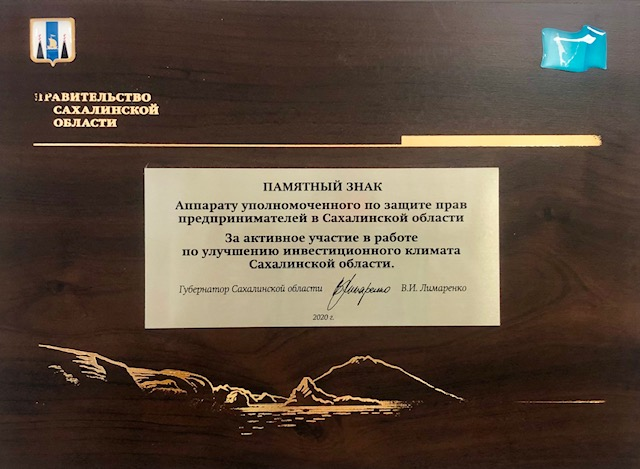 ПРАВИТЕЛЬСТВО
САХАЛИНСКОЙ
ОБЛАСТИ
ПАМЯТНЫЙ ЗНАК
Аппарату уполномоченного по защите прав
предпринимателей в Сахалинской области
За активное участие в работе
по улучшению инвестиционного климата
Сахалинской области.
Губернатор Сахалинской области В.И. Лимаренко
2020 г.